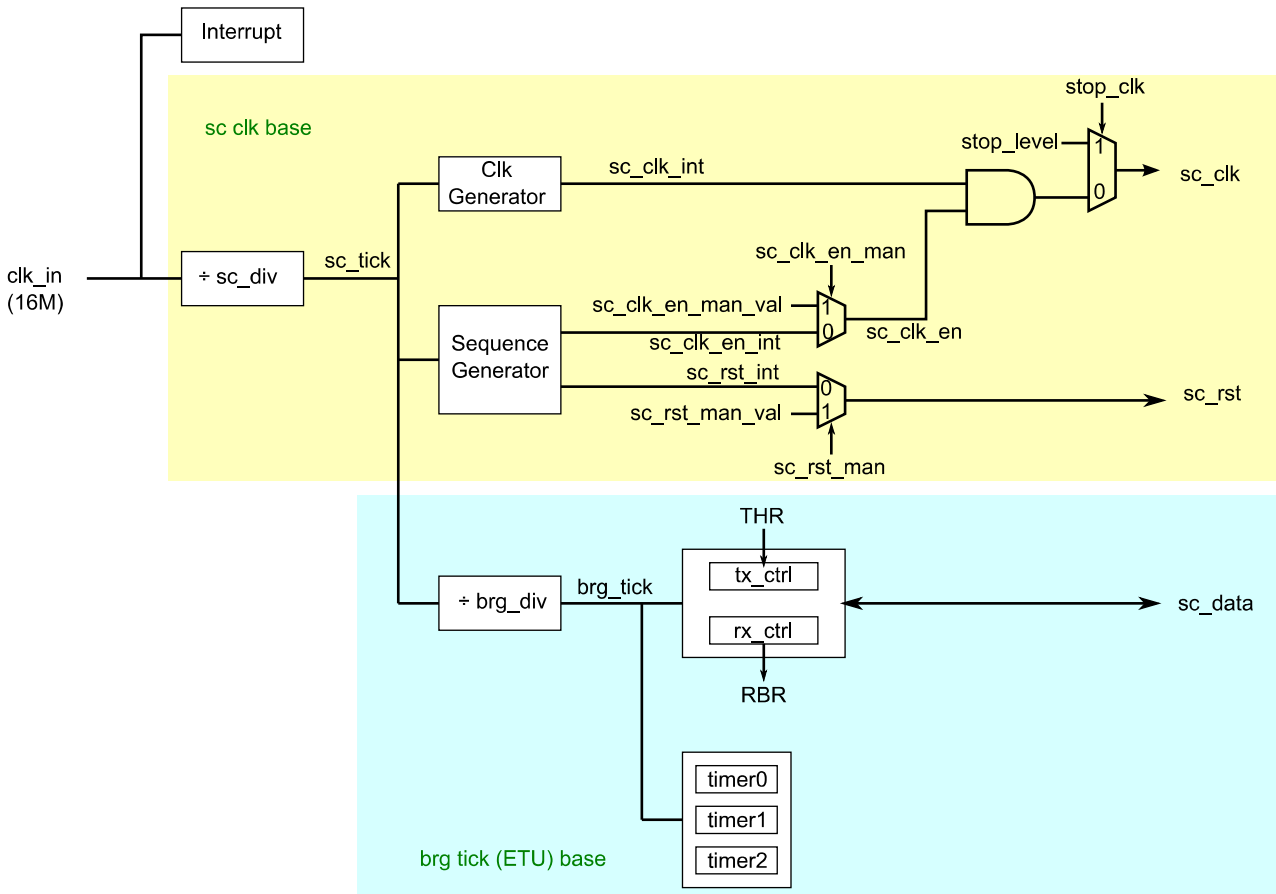 Interrupt
stop_clk
sc clk base
stop_level
1
Clk
Generator
sc_clk_int
sc_clk
0
clk_in
(16M)
÷ sc_div
sc_tick
sc_clk_en_man
sc_clk_en_man_val
1
0
sc_clk_en
sc_clk_en_int
Sequence
Generator
sc_rst_int
0
sc_rst
sc_rst_man_val
1
sc_rst_man
THR
tx_ctrl
÷ brg_div
brg_tick
sc_data
rx_ctrl
RBR
timer0
timer1
timer2
brg tick (ETU) base